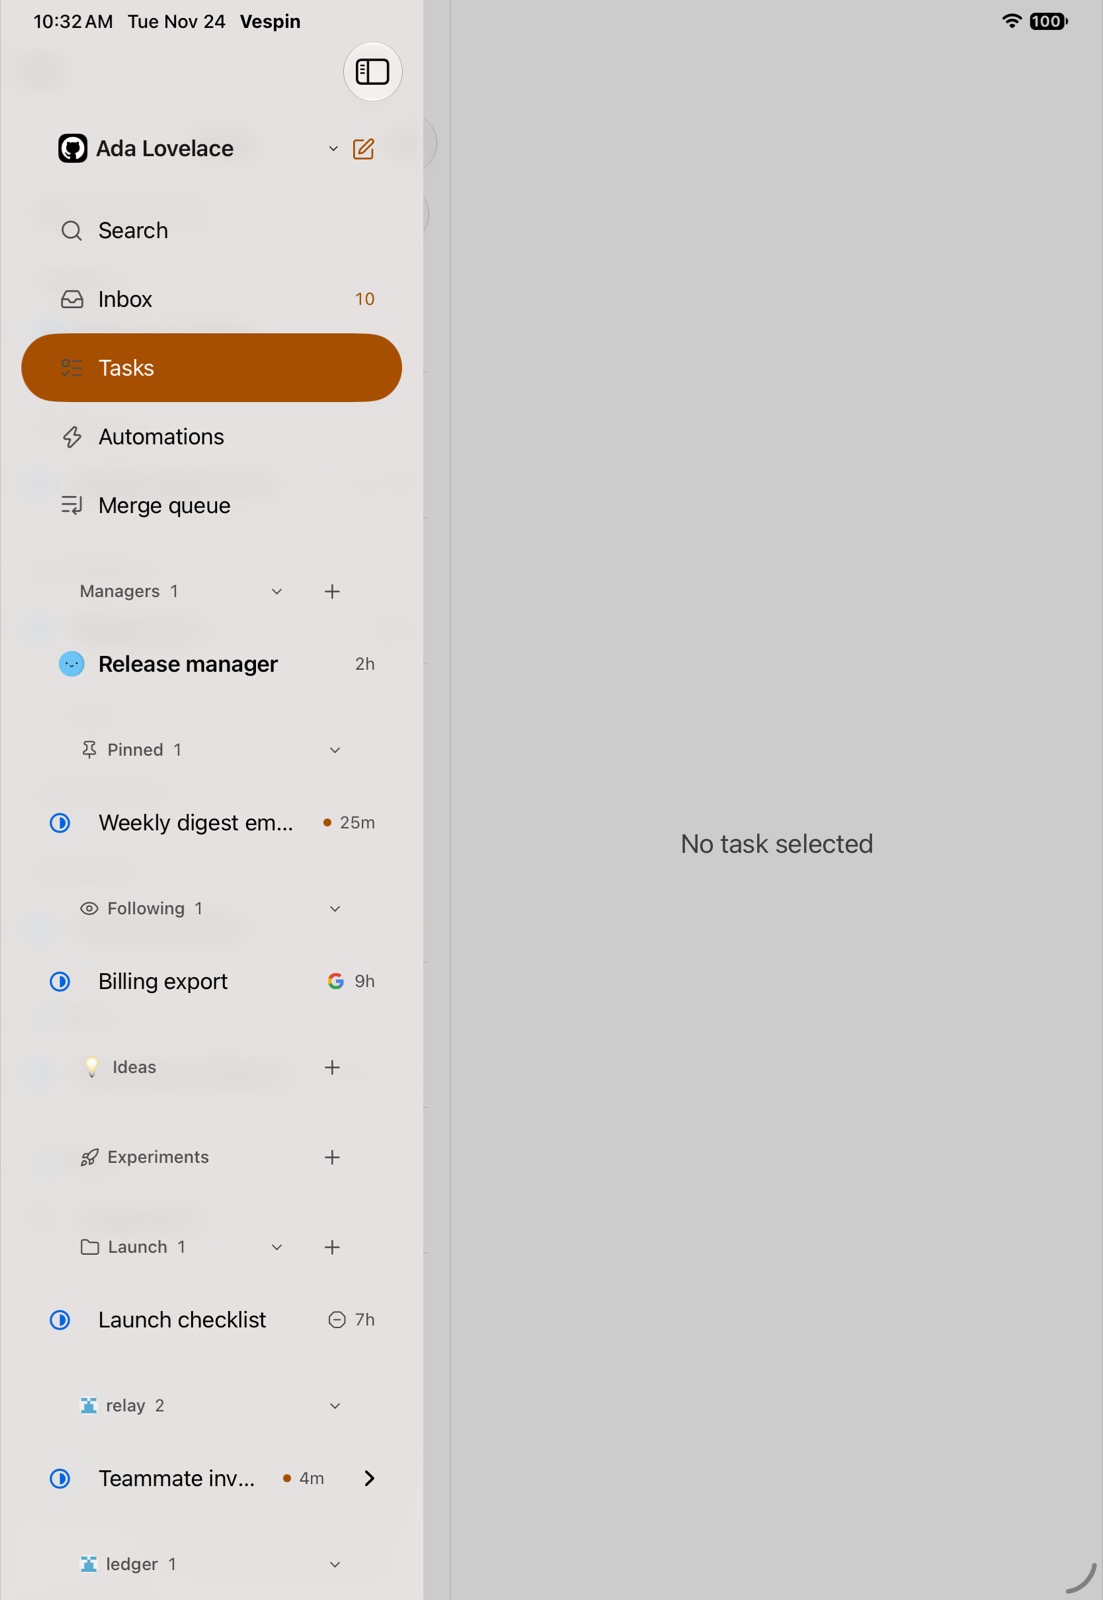 10:32 AM Tue Nov 24 Vespin
100
Ada Lovelace
Search
Inbox 10
Tasks
Automations
Merge queue
Managers 1
Release manager 2h
Pinned 1
Weekly digest em... 25m
Following 1
Billing export 9h
Ideas
Experiments
Launch 1
Launch checklist 7h
relay 2
Teammate inv... 4m
ledger 1
No task selected